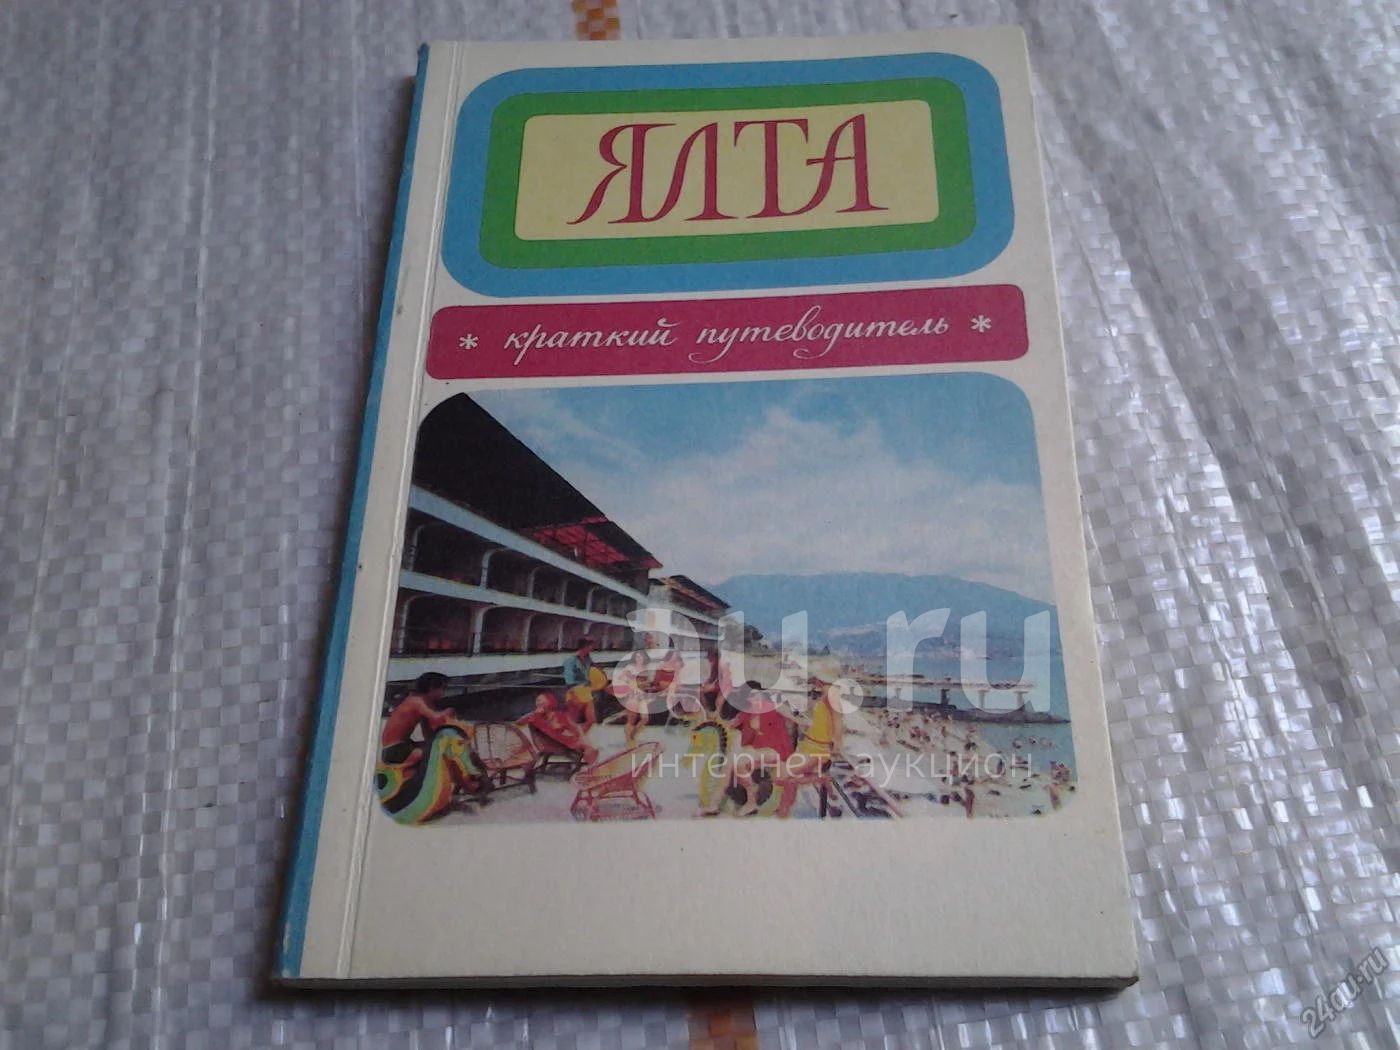 ЯЛТА
* краткий путеводитель *
au.ru
интернет аукцион
24au.ru